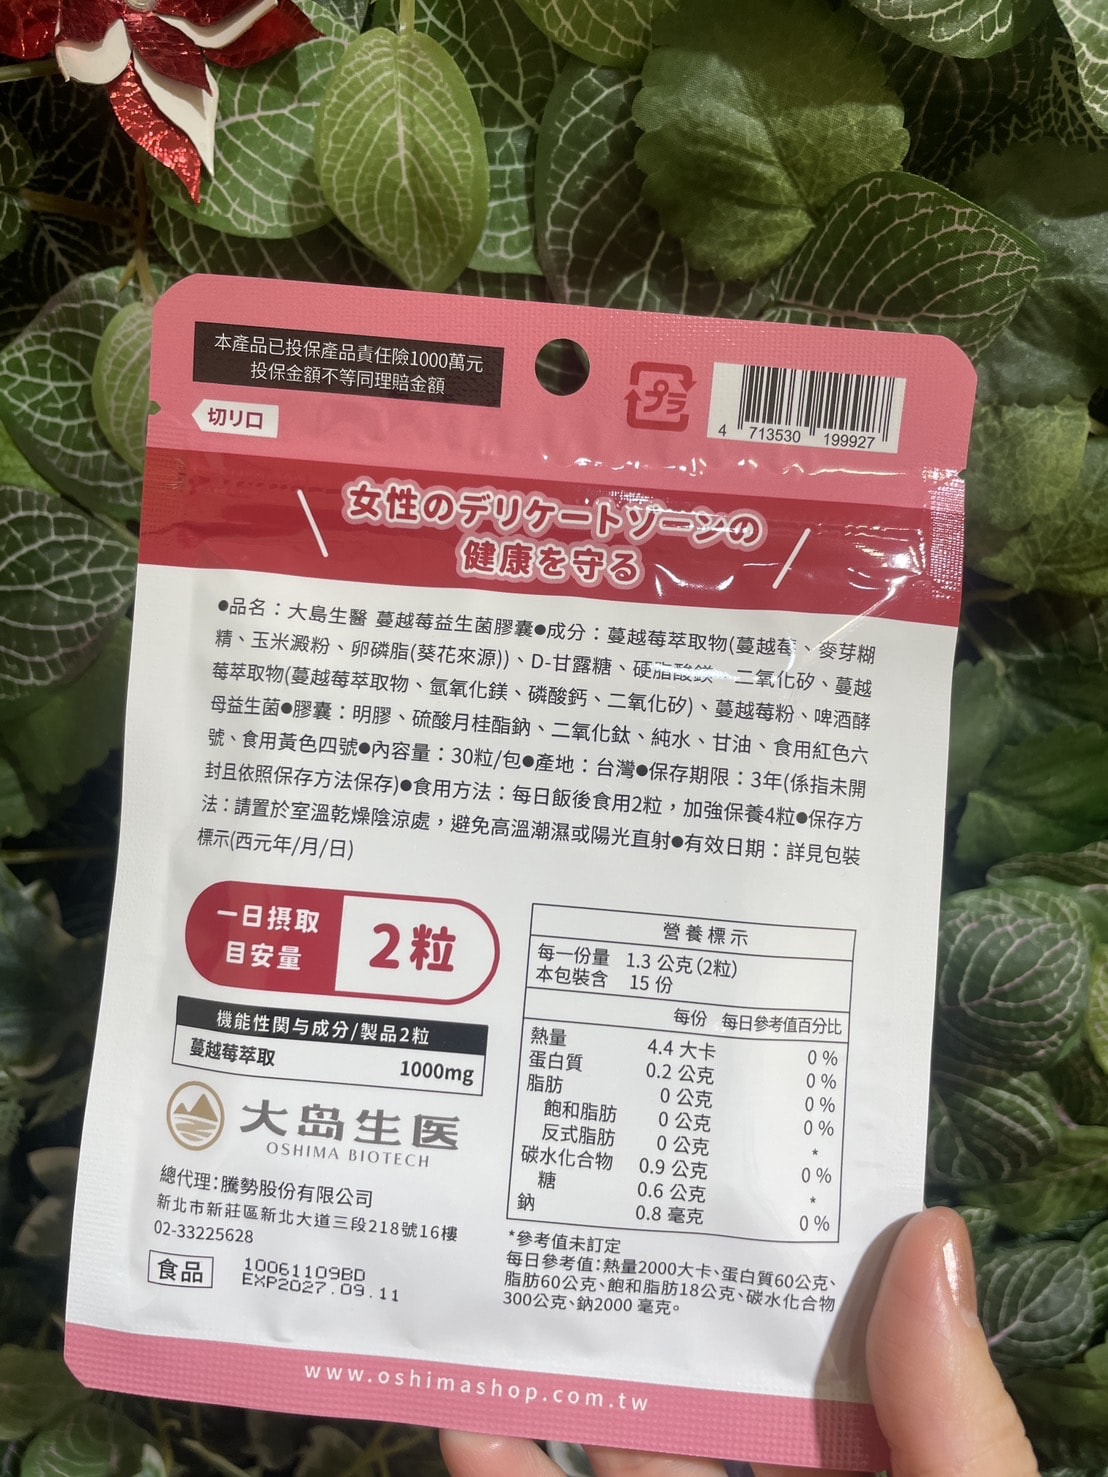 本產品已投保產品責任險1000萬元
投保金額不等同理賠金額
切リ口
プラ
4 713530 199927
女性のデリケートゾーンの
健康を守る
●品名：大島生醫 蔓越莓益生菌膠囊●成分：蔓越莓萃取物(蔓越莓、麥芽糊
精、玉米澱粉、卵磷脂(葵花來源))、D-甘露糖、硬脂酸鎂、二氧化矽、蔓越
莓萃取物(蔓越莓萃取物、氫氧化鎂、磷酸鈣、二氧化矽)、蔓越莓粉、啤酒酵
母益生菌●膠囊：明膠、硫酸月桂酯鈉、二氧化鈦、純水、甘油、食用紅色六
號、食用黃色四號●內容量：30粒/包●產地：台灣●保存期限：3年(係指未開
封且依照保存方法保存)●食用方法：每日飯後食用2粒，加強保養4粒●保存方
法：請置於室溫乾燥陰涼處，避免高溫潮濕或陽光直射●有效日期：詳見包裝
標示(西元年/月/日)
一日摂取
目安量
2粒
機能性関与成分/製品2粒
蔓越莓萃取 1000mg
大島生医
OSHIMA BIOTECH
總代理：騰勢股份有限公司
新北市新莊區新北大道三段218號16樓
02-33225628
食品
10061109BD
EXP2027.09.11
營養標示
每一份量 1.3 公克(2粒)
本包裝含 15 份
每份 每日參考值百分比
熱量 4.4 大卡 0 %
蛋白質 0.2 公克 0 %
脂肪 0 公克 0 %
飽和脂肪 0 公克 0 %
反式脂肪 0 公克 *
碳水化合物 0.9 公克 0 %
糖 0.6 公克 *
鈉 0.8 毫克 0 %
*參考值未訂定
每日參考值：熱量2000大卡、蛋白質60公克、
脂肪60公克、飽和脂肪18公克、碳水化合物
300公克、鈉2000 毫克。
www.oshimashop.com.tw